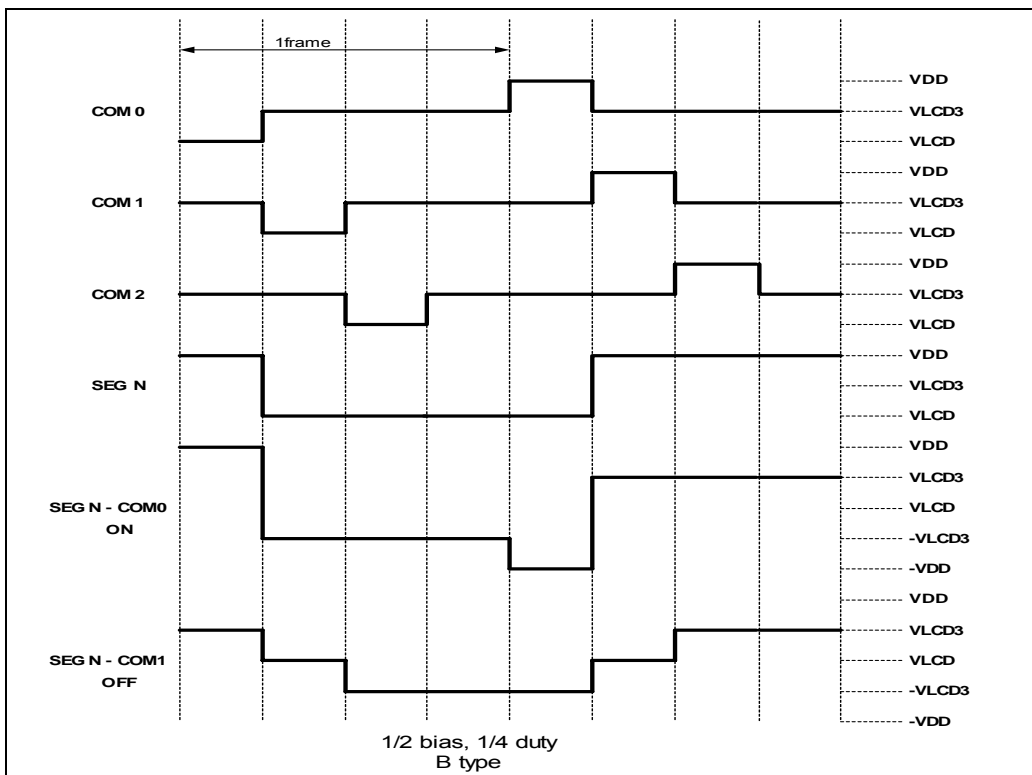 1frame
COM 0
VDD
VLCD3
VLCD
COM 1
VDD
VLCD3
VLCD
COM 2
VDD
VLCD3
VLCD
SEG N
VDD
VLCD3
VLCD
SEG N - COM0
ON
VDD
VLCD3
VLCD
-VLCD3
-VDD
SEG N - COM1
OFF
VDD
VLCD3
VLCD
-VLCD3
-VDD
1/2 bias, 1/4 duty
B type